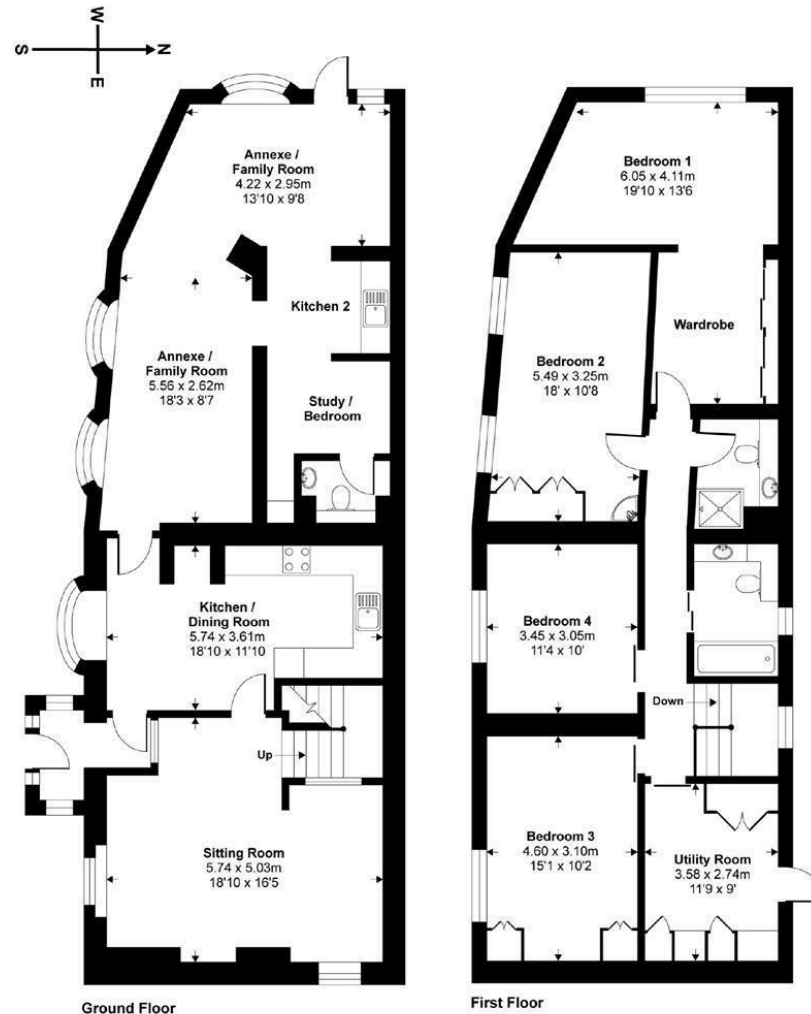 W
S
N
E
Annexe /
Family Room
4.22 x 2.95m
13'10 x 9'8
Kitchen 2
Annexe /
Family Room
5.56 x 2.62m
18'3 x 8'7
Study /
Bedroom
Kitchen /
Dining Room
5.74 x 3.61m
18'10 x 11'10
Up
Sitting Room
5.74 x 5.03m
18'10 x 16'5
Ground Floor
Bedroom 1
6.05 x 4.11m
19'10 x 13'6
Wardrobe
Bedroom 2
5.49 x 3.25m
18' x 10'8
Bedroom 4
3.45 x 3.05m
11'4 x 10'
Down
Bedroom 3
4.60 x 3.10m
15'1 x 10'2
Utility Room
3.58 x 2.74m
11'9 x 9'
First Floor